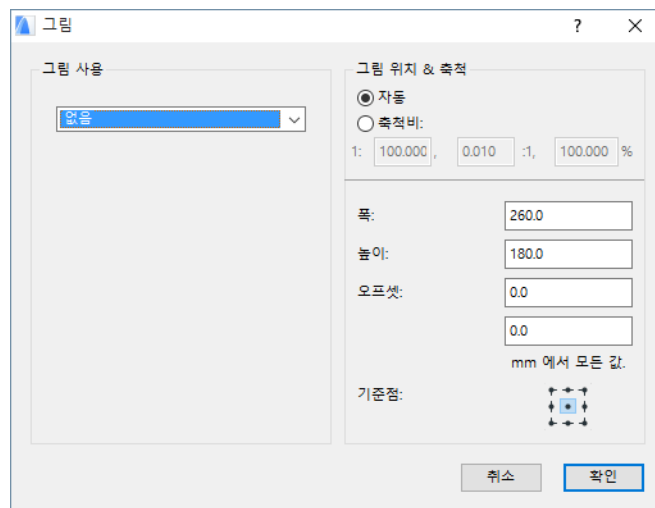 그림
?
그림 사용
없음
그림 위치 & 축척
자동
축척비:
1: 100.000 , 0.010 :1, 100.000 %
폭: 260.0
높이: 180.0
오프셋: 0.0
0.0
mm 에서 모든 값.
기준점:
취소 확인